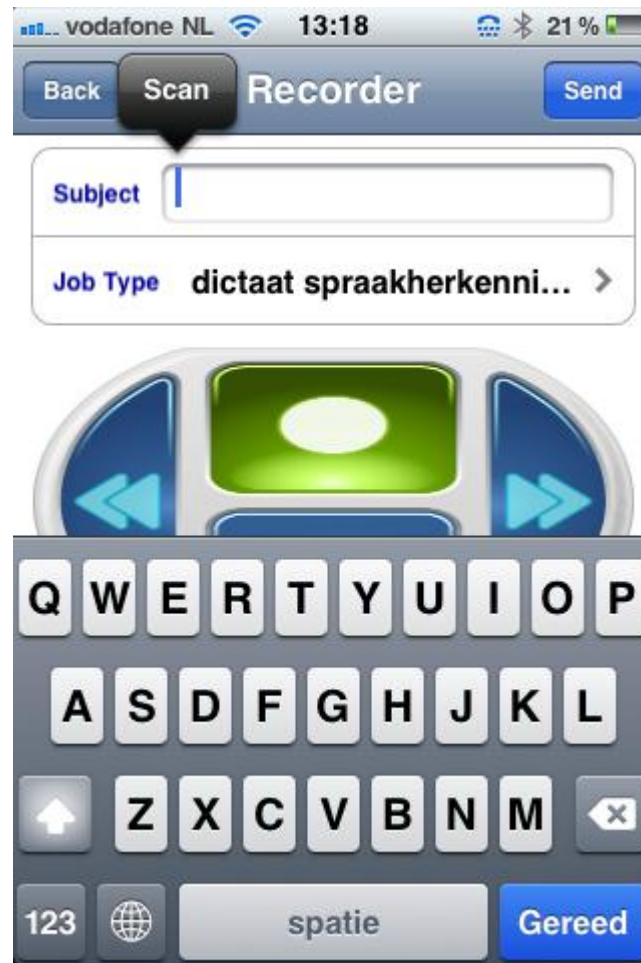 vodafone NL 13:18 21 %
Back Scan Recorder Send
Subject
Job Type dictaat spraakherkenni... >
Q W E R T Y U I O P
A S D F G H J K L
Z X C V B N M
123 spatie Gereed